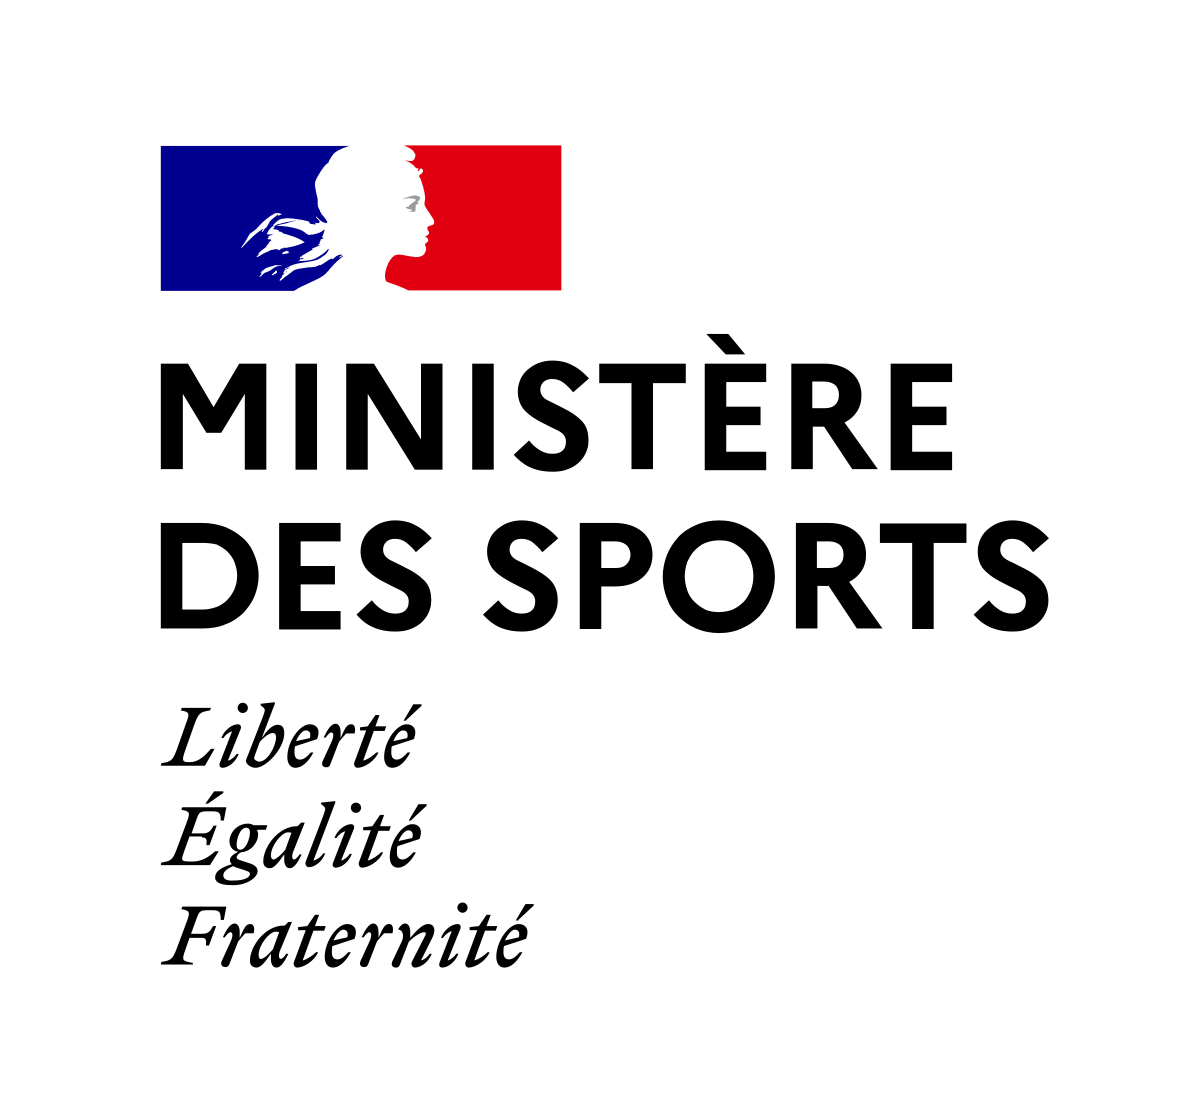 MINISTÈRE
DES SPORTS
Liberté
Égalité
Fraternité